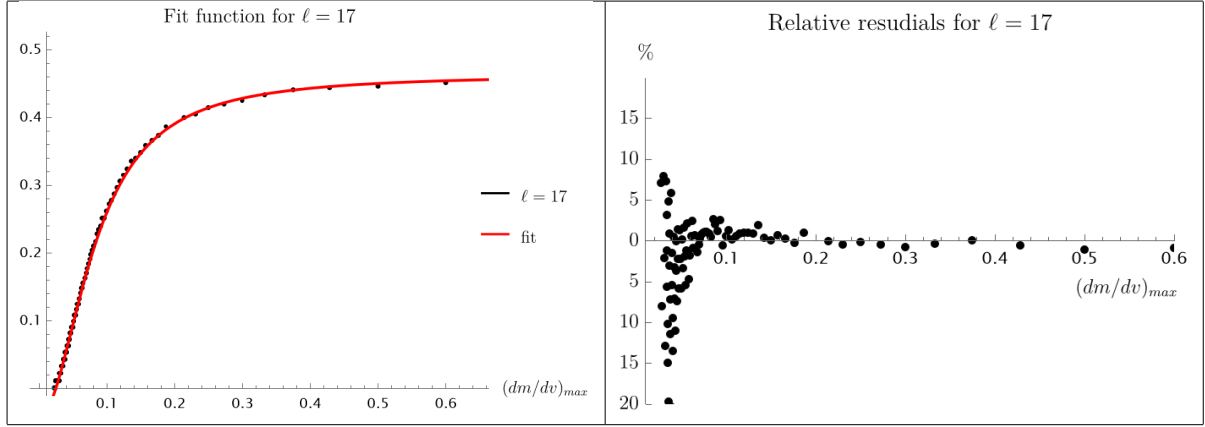 Fit function for ℓ = 17
0.5
0.4
0.3
0.2
0.1
0.1 0.2 0.3 0.4 0.5 0.6
(dm/dv)max
ℓ = 17
fit
Relative resudials for ℓ = 17
%
15
10
5
0
5
10
15
20
0.1 0.2 0.3 0.4 0.5 0.6
(dm/dv)max